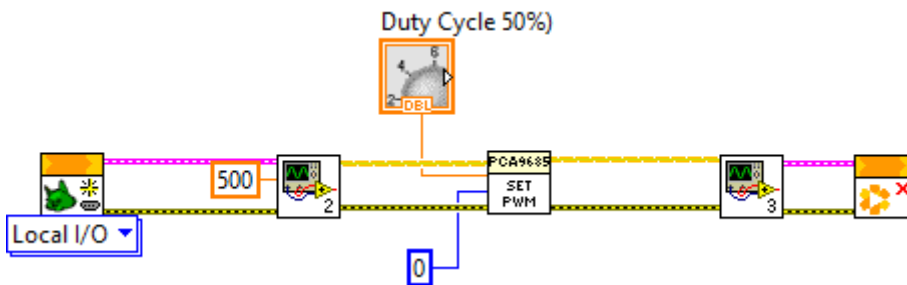 Duty Cycle 50%)
6
4
2
DBL
500
2
PCA9685
SET
PWM
3
Local I/O
0